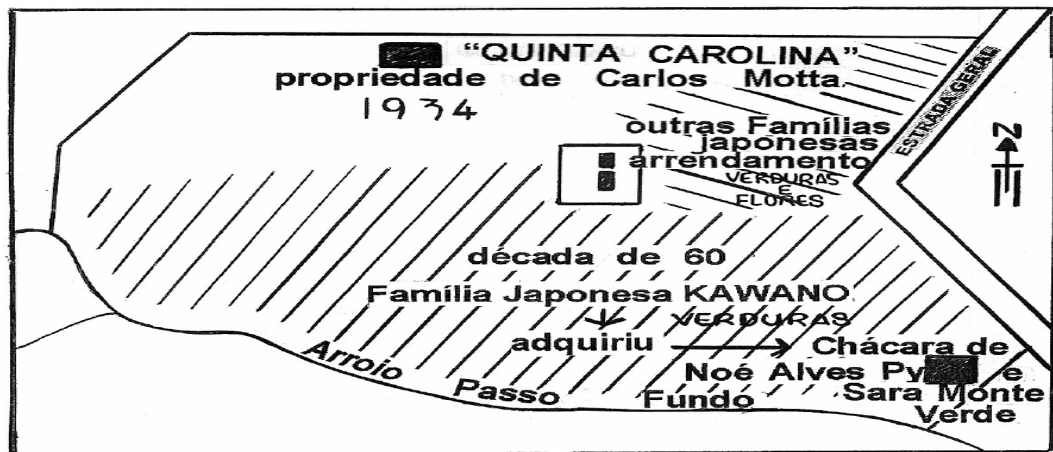 "QUINTA CAROLINA"
propriedade de Carlos Motta.
1934
ESTRADA GERAL
N
outras Famílias
japonesas
arrendamento
VERDURAS
E
FLORES
década de 60
Família Japonesa KAWANO
VERDURAS
adquiriu
Chácara de
Noé Alves Py e
Sara Monte
Verde
Arroio Passo Fundo